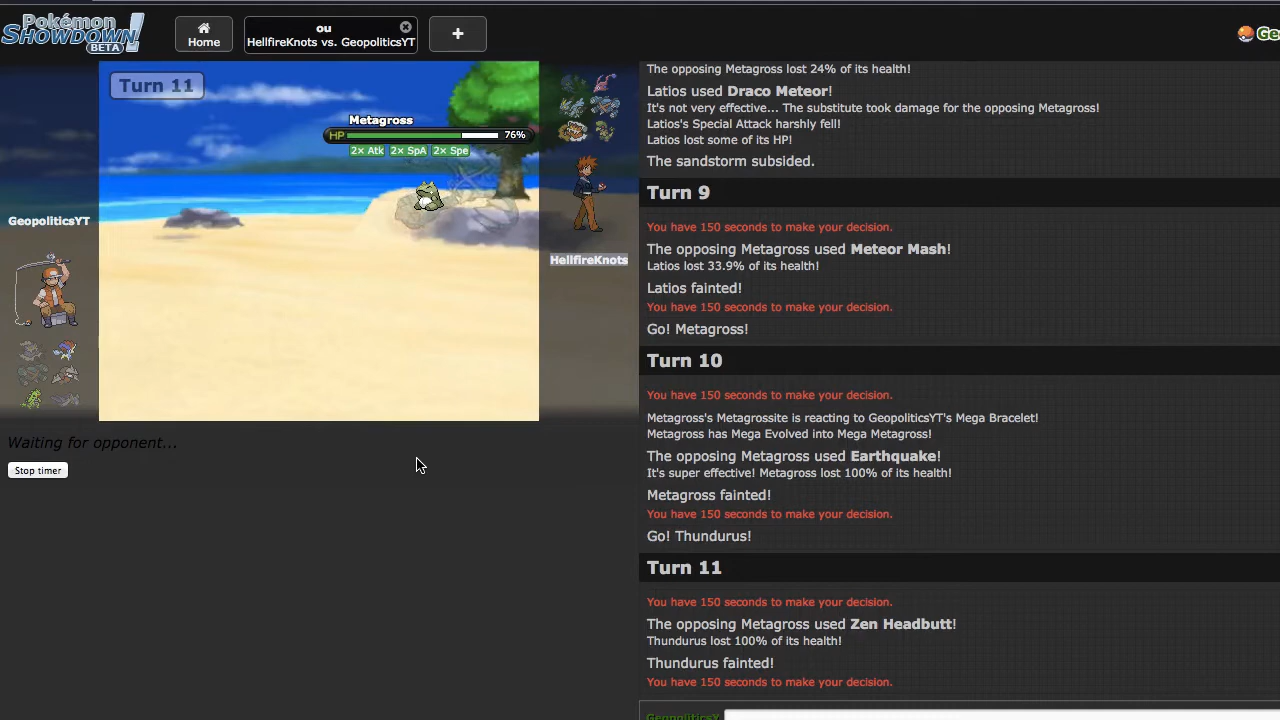 Pokémon
SHOWDOWN!
BETA
Home
ou
HellfireKnots vs. GeopoliticsYT
+
Turn 11
Metagross
HP 76%
2× Atk 2× SpA 2× Spe
GeopoliticsYT
HellfireKnots
Waiting for opponent...
Stop timer
The opposing Metagross lost 24% of its health!
Latios used Draco Meteor!
It's not very effective... The substitute took damage for the opposing Metagross!
Latios's Special Attack harshly fell!
Latios lost some of its HP!
The sandstorm subsided.
Turn 9
You have 150 seconds to make your decision.
The opposing Metagross used Meteor Mash!
Latios lost 33.9% of its health!
Latios fainted!
You have 150 seconds to make your decision.
Go! Metagross!
Turn 10
You have 150 seconds to make your decision.
Metagross's Metagrossite is reacting to GeopoliticsYT's Mega Bracelet!
Metagross has Mega Evolved into Mega Metagross!
The opposing Metagross used Earthquake!
It's super effective! Metagross lost 100% of its health!
Metagross fainted!
You have 150 seconds to make your decision.
Go! Thundurus!
Turn 11
You have 150 seconds to make your decision.
The opposing Metagross used Zen Headbutt!
Thundurus lost 100% of its health!
Thundurus fainted!
You have 150 seconds to make your decision.